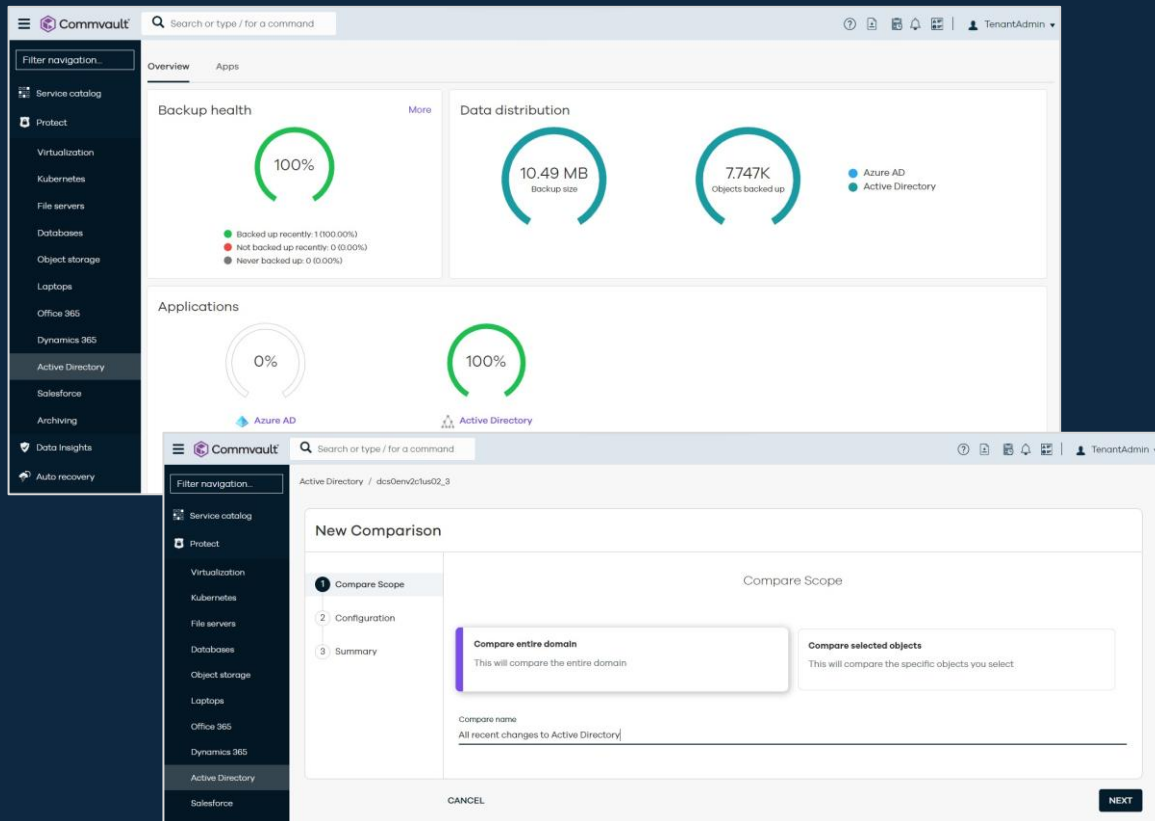 Commvault
Search or type / for a command
TenantAdmin
Filter navigation...
Service catalog
Protect
Virtualization
Kubernetes
File servers
Databases
Object storage
Laptops
Office 365
Dynamics 365
Active Directory
Salesforce
Archiving
Data Insights
Auto recovery
Overview Apps
Backup health More
100%
Backed up recently: 1 (100.00%)
Not backed up recently: 0 (0.00%)
Never backed up: 0 (0.00%)
Data distribution
10.49 MB
Backup size
7.747K
Objects backed up
Azure AD
Active Directory
Applications
0%
Azure AD
100%
Active Directory
Commvault
Search or type / for a command
TenantAdmin
Filter navigation...
Service catalog
Protect
Virtualization
Kubernetes
File servers
Databases
Object storage
Laptops
Office 365
Dynamics 365
Active Directory
Salesforce
Active Directory / dcs0env2c1us02_3
New Comparison
1 Compare Scope
2 Configuration
3 Summary
Compare Scope
Compare entire domain
This will compare the entire domain
Compare selected objects
This will compare the specific objects you select
Compare name
All recent changes to Active Directory
CANCEL
NEXT